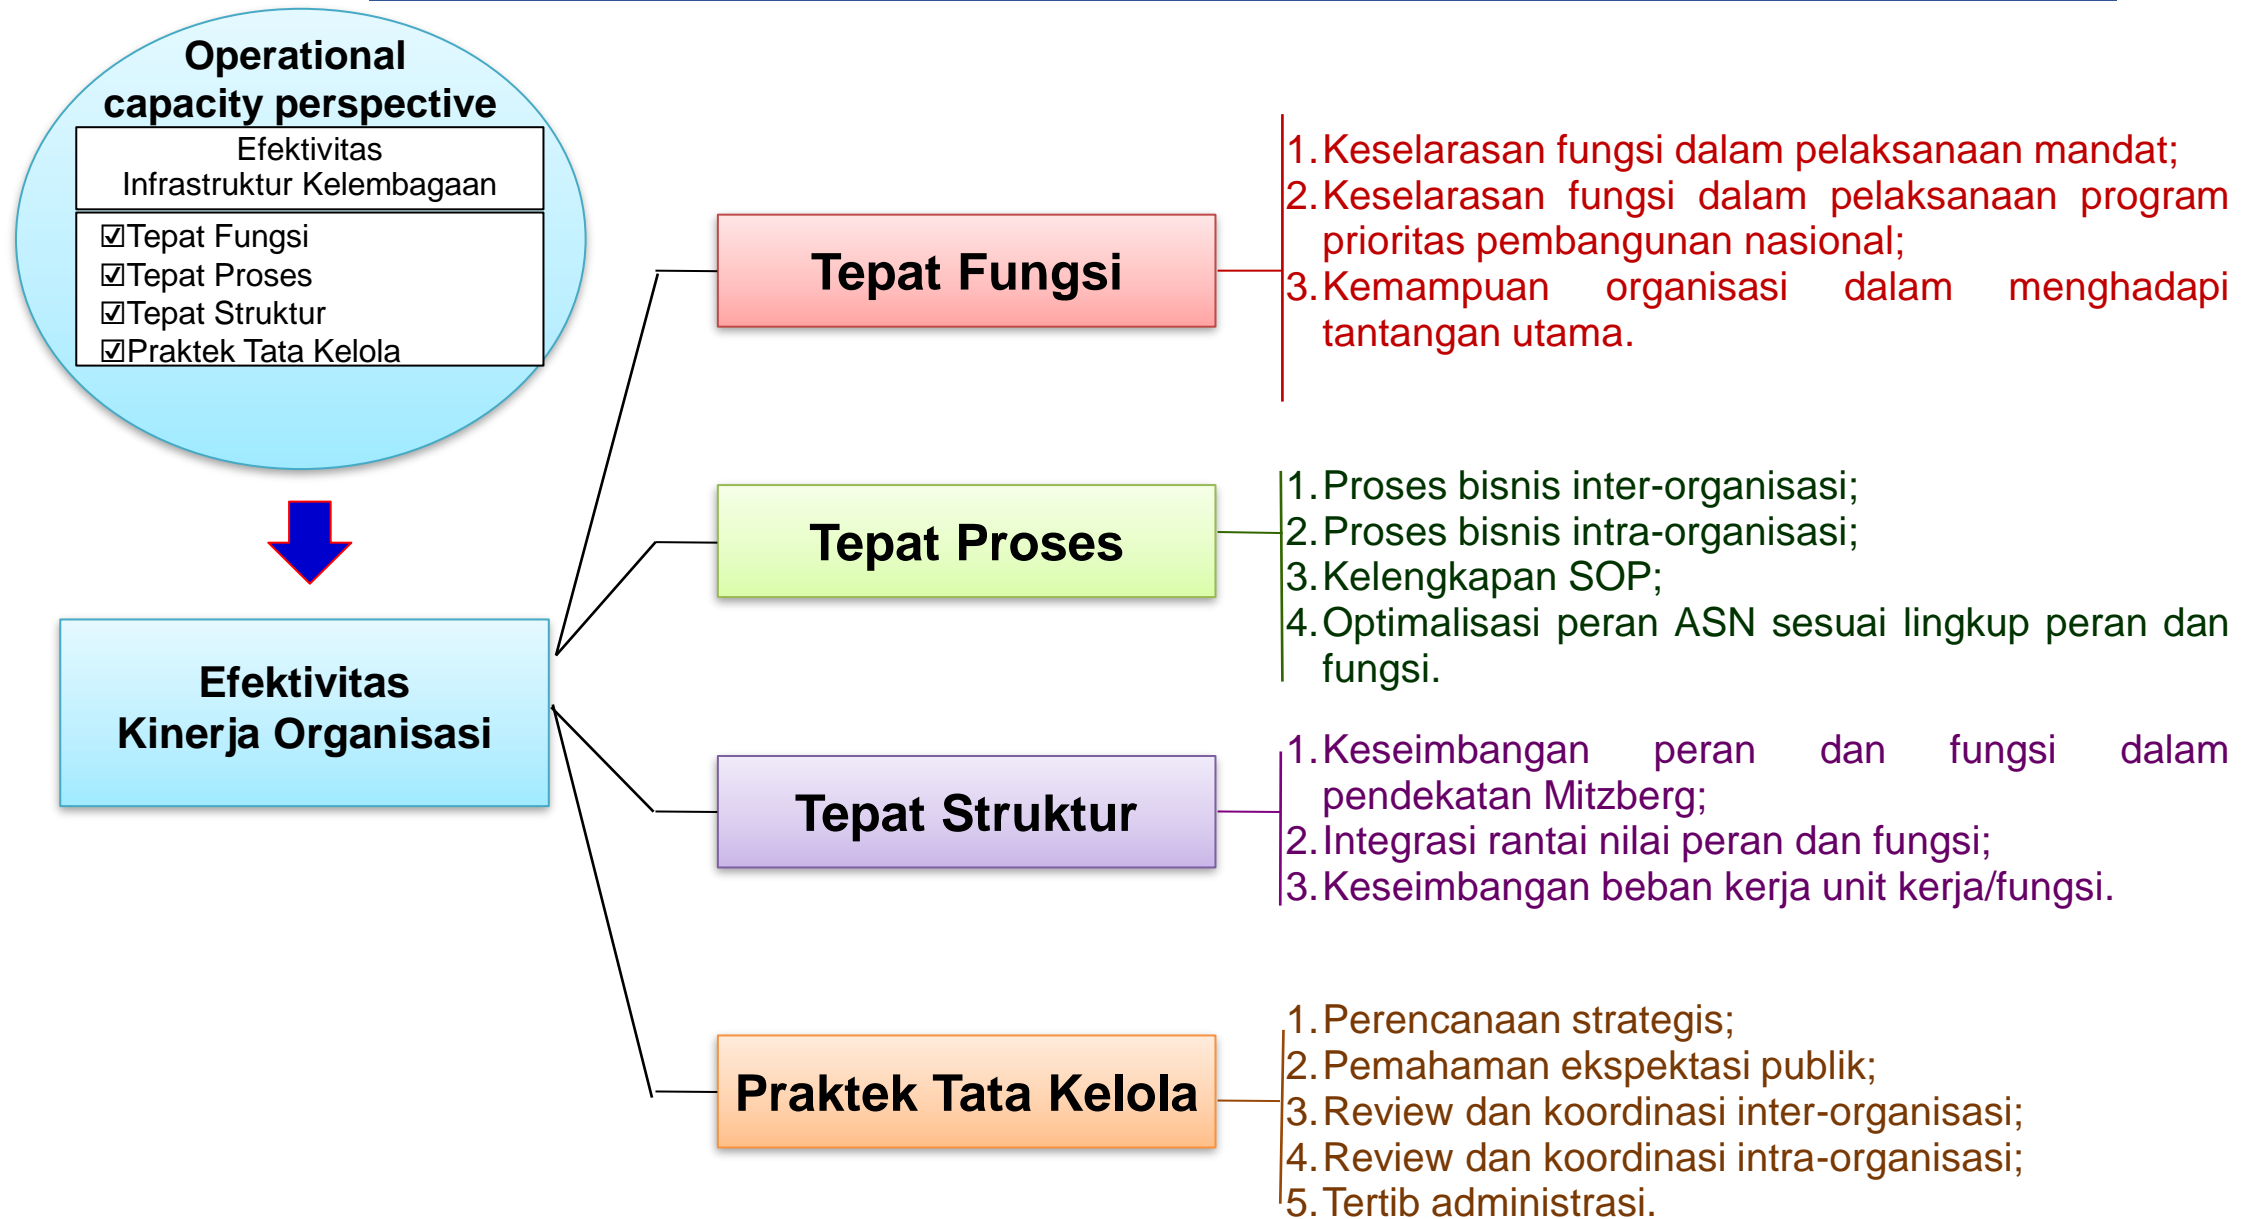 Operational
capacity perspective
Efektivitas
Infrastruktur Kelembagaan
☑Tepat Fungsi
☑Tepat Proses
☑Tepat Struktur
☑Praktek Tata Kelola
Efektivitas
Kinerja Organisasi
Tepat Fungsi
1.Keselarasan fungsi dalam pelaksanaan mandat;
2.Keselarasan fungsi dalam pelaksanaan program
prioritas pembangunan nasional;
3.Kemampuan organisasi dalam menghadapi
tantangan utama.
Tepat Proses
1.Proses bisnis inter-organisasi;
2.Proses bisnis intra-organisasi;
3.Kelengkapan SOP;
4.Optimalisasi peran ASN sesuai lingkup peran dan
fungsi.
Tepat Struktur
1.Keseimbangan peran dan fungsi dalam
pendekatan Mitzberg;
2.Integrasi rantai nilai peran dan fungsi;
3.Keseimbangan beban kerja unit kerja/fungsi.
Praktek Tata Kelola
1.Perencanaan strategis;
2.Pemahaman ekspektasi publik;
3.Review dan koordinasi inter-organisasi;
4.Review dan koordinasi intra-organisasi;
5.Tertib administrasi.